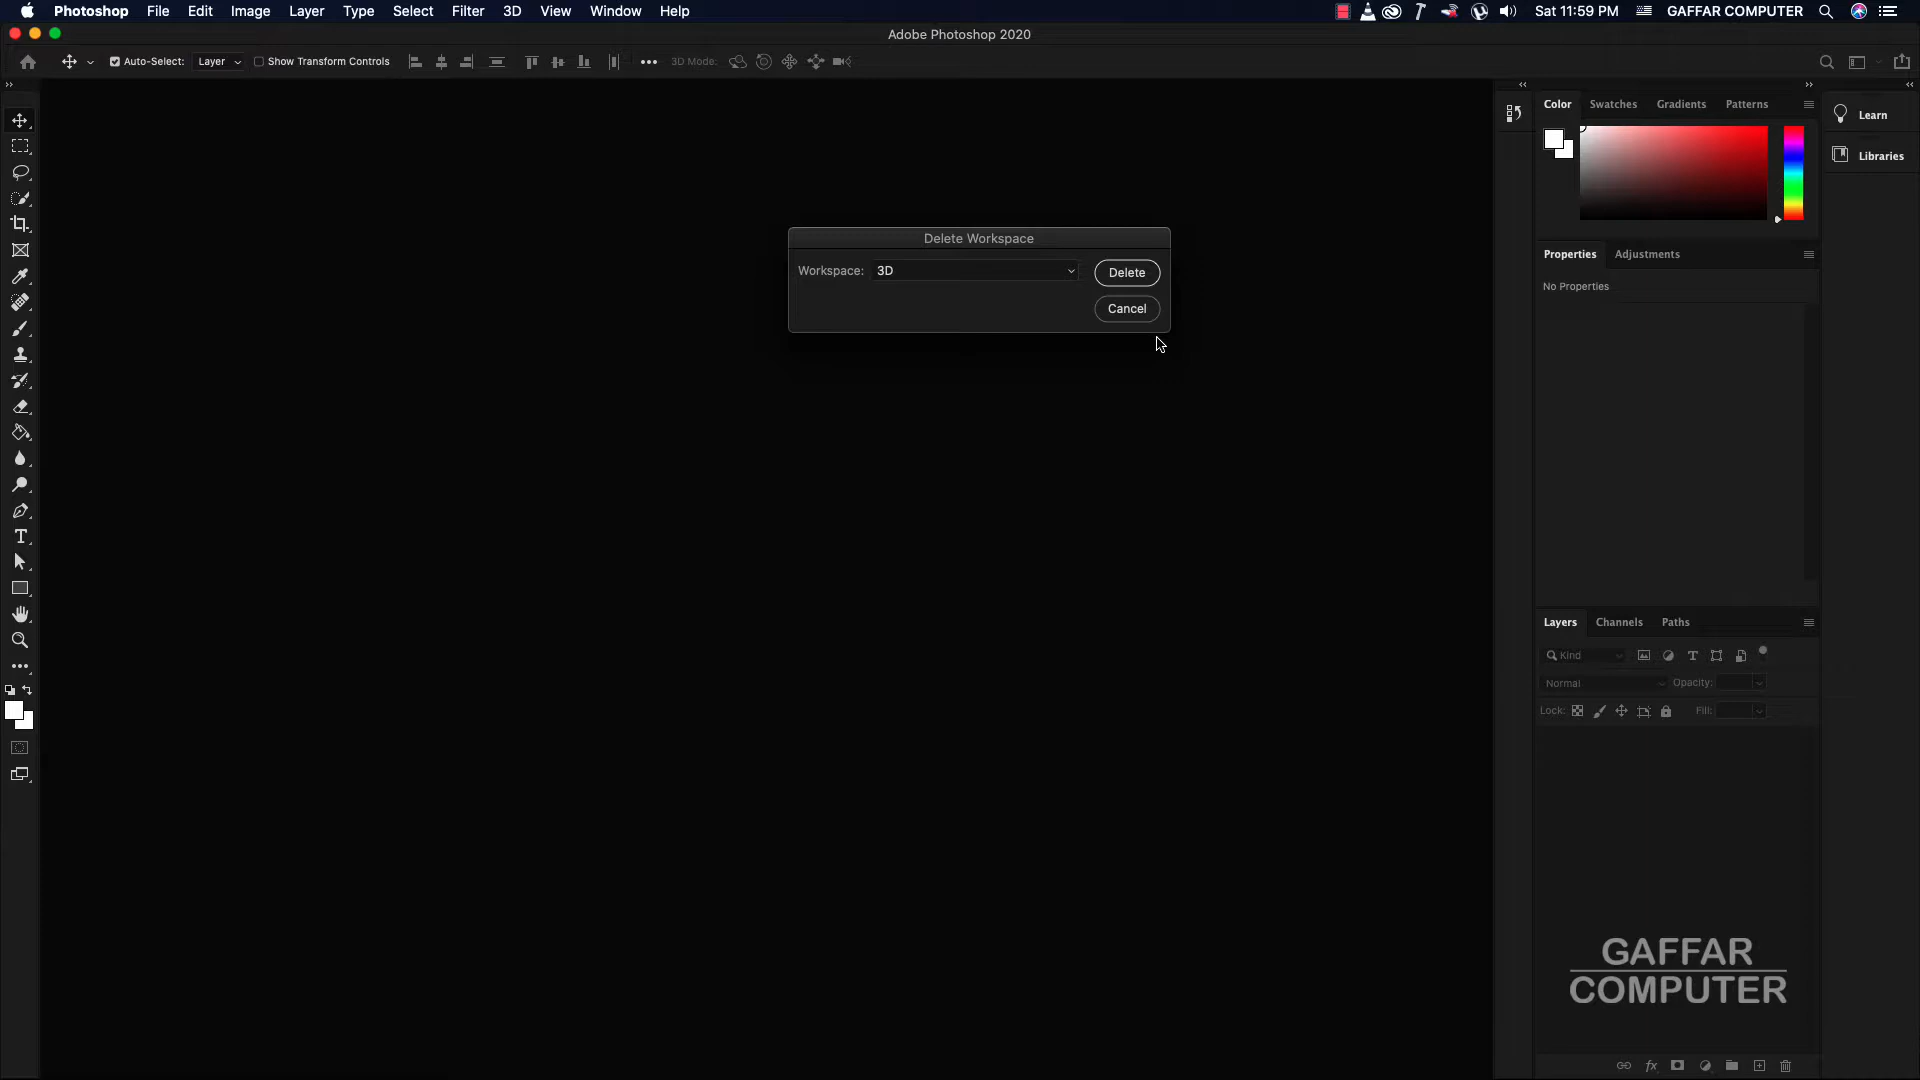 Photoshop File Edit Image Layer Type Select Filter 3D View Window Help Sat 11:59 PM GAFFAR COMPUTER
Adobe Photoshop 2020
Auto-Select: Layer Show Transform Controls 3D Mode:
Color Swatches Gradients Patterns
Learn
Libraries
Delete Workspace
Workspace: 3D Delete
Cancel
Properties Adjustments
No Properties
Layers Channels Paths
Kind
Normal Opacity:
Lock: Fill:
GAFFAR
COMPUTER